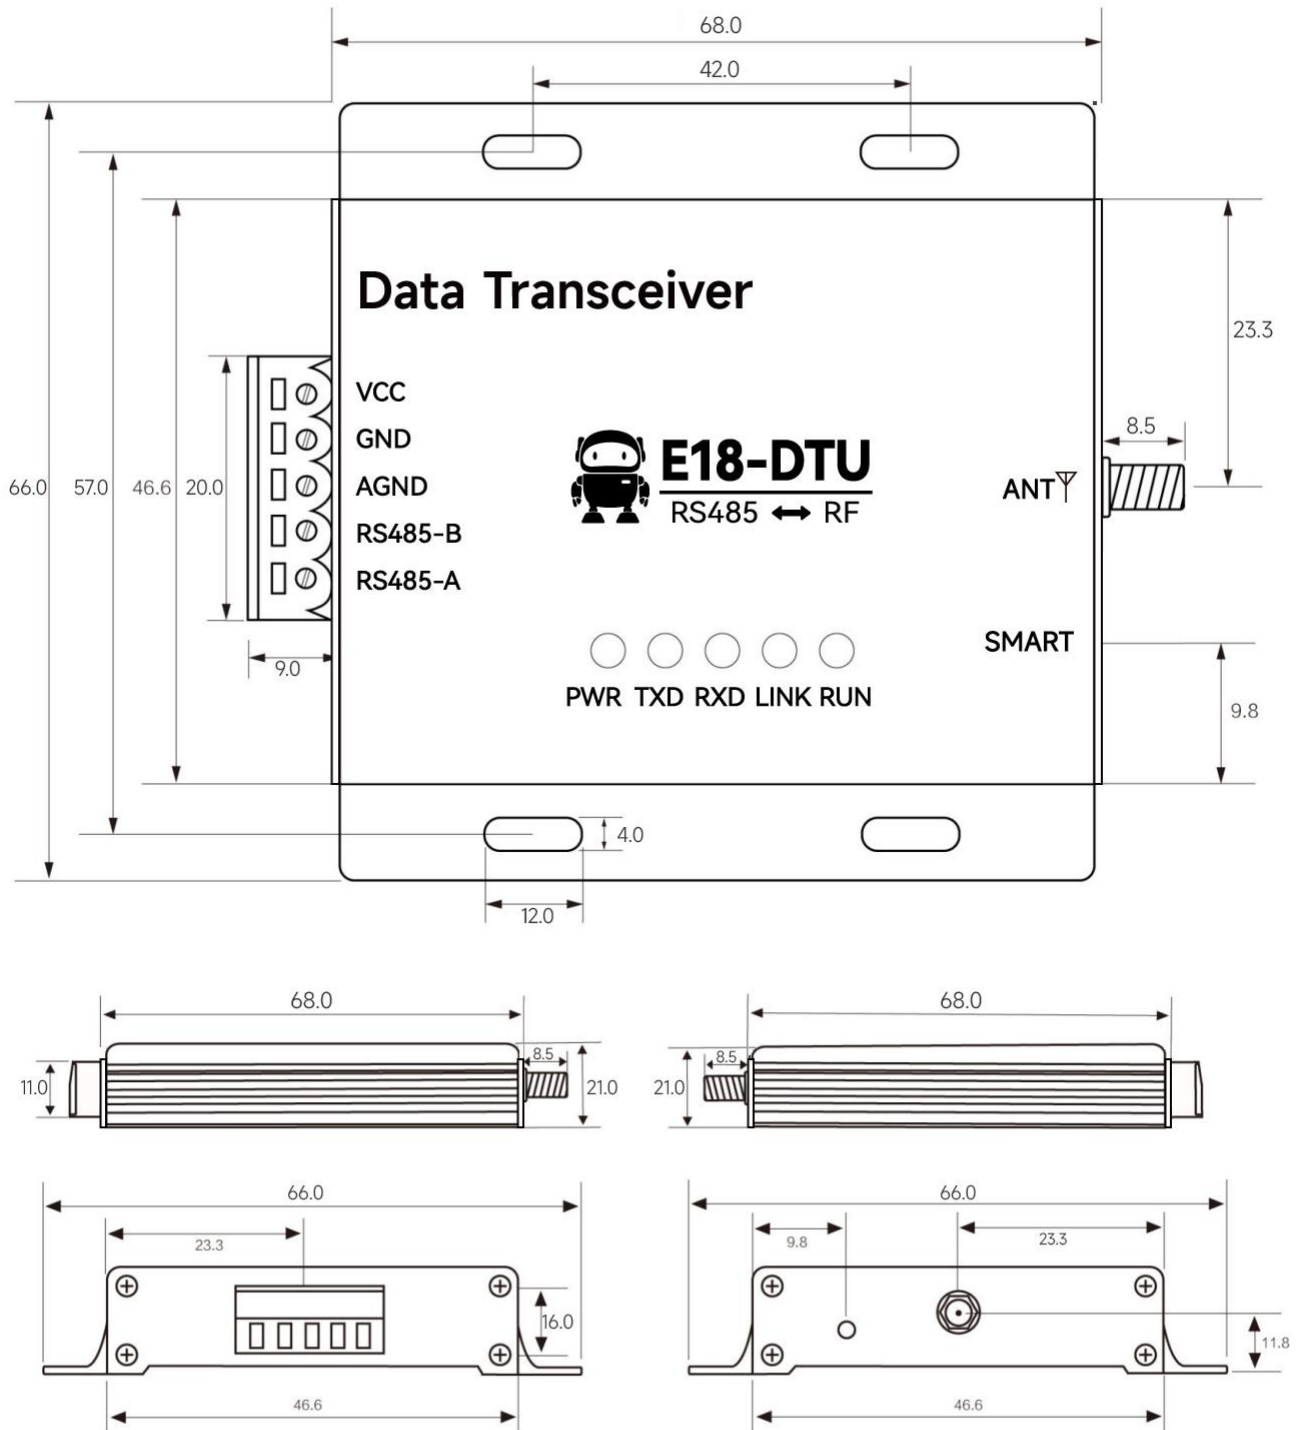 68.0
42.0
Data Transceiver
23.3
VCC
GND
AGND
RS485-B
RS485-A
E18-DTU
RS485 ↔ RF
ANT
8.5
66.0
57.0
46.6
20.0
9.0
SMART
9.8
PWR TXD RXD LINK RUN
4.0
12.0
68.0
8.5
11.0
21.0
68.0
8.5
21.0
66.0
23.3
16.0
46.6
66.0
9.8
23.3
11.8
46.6